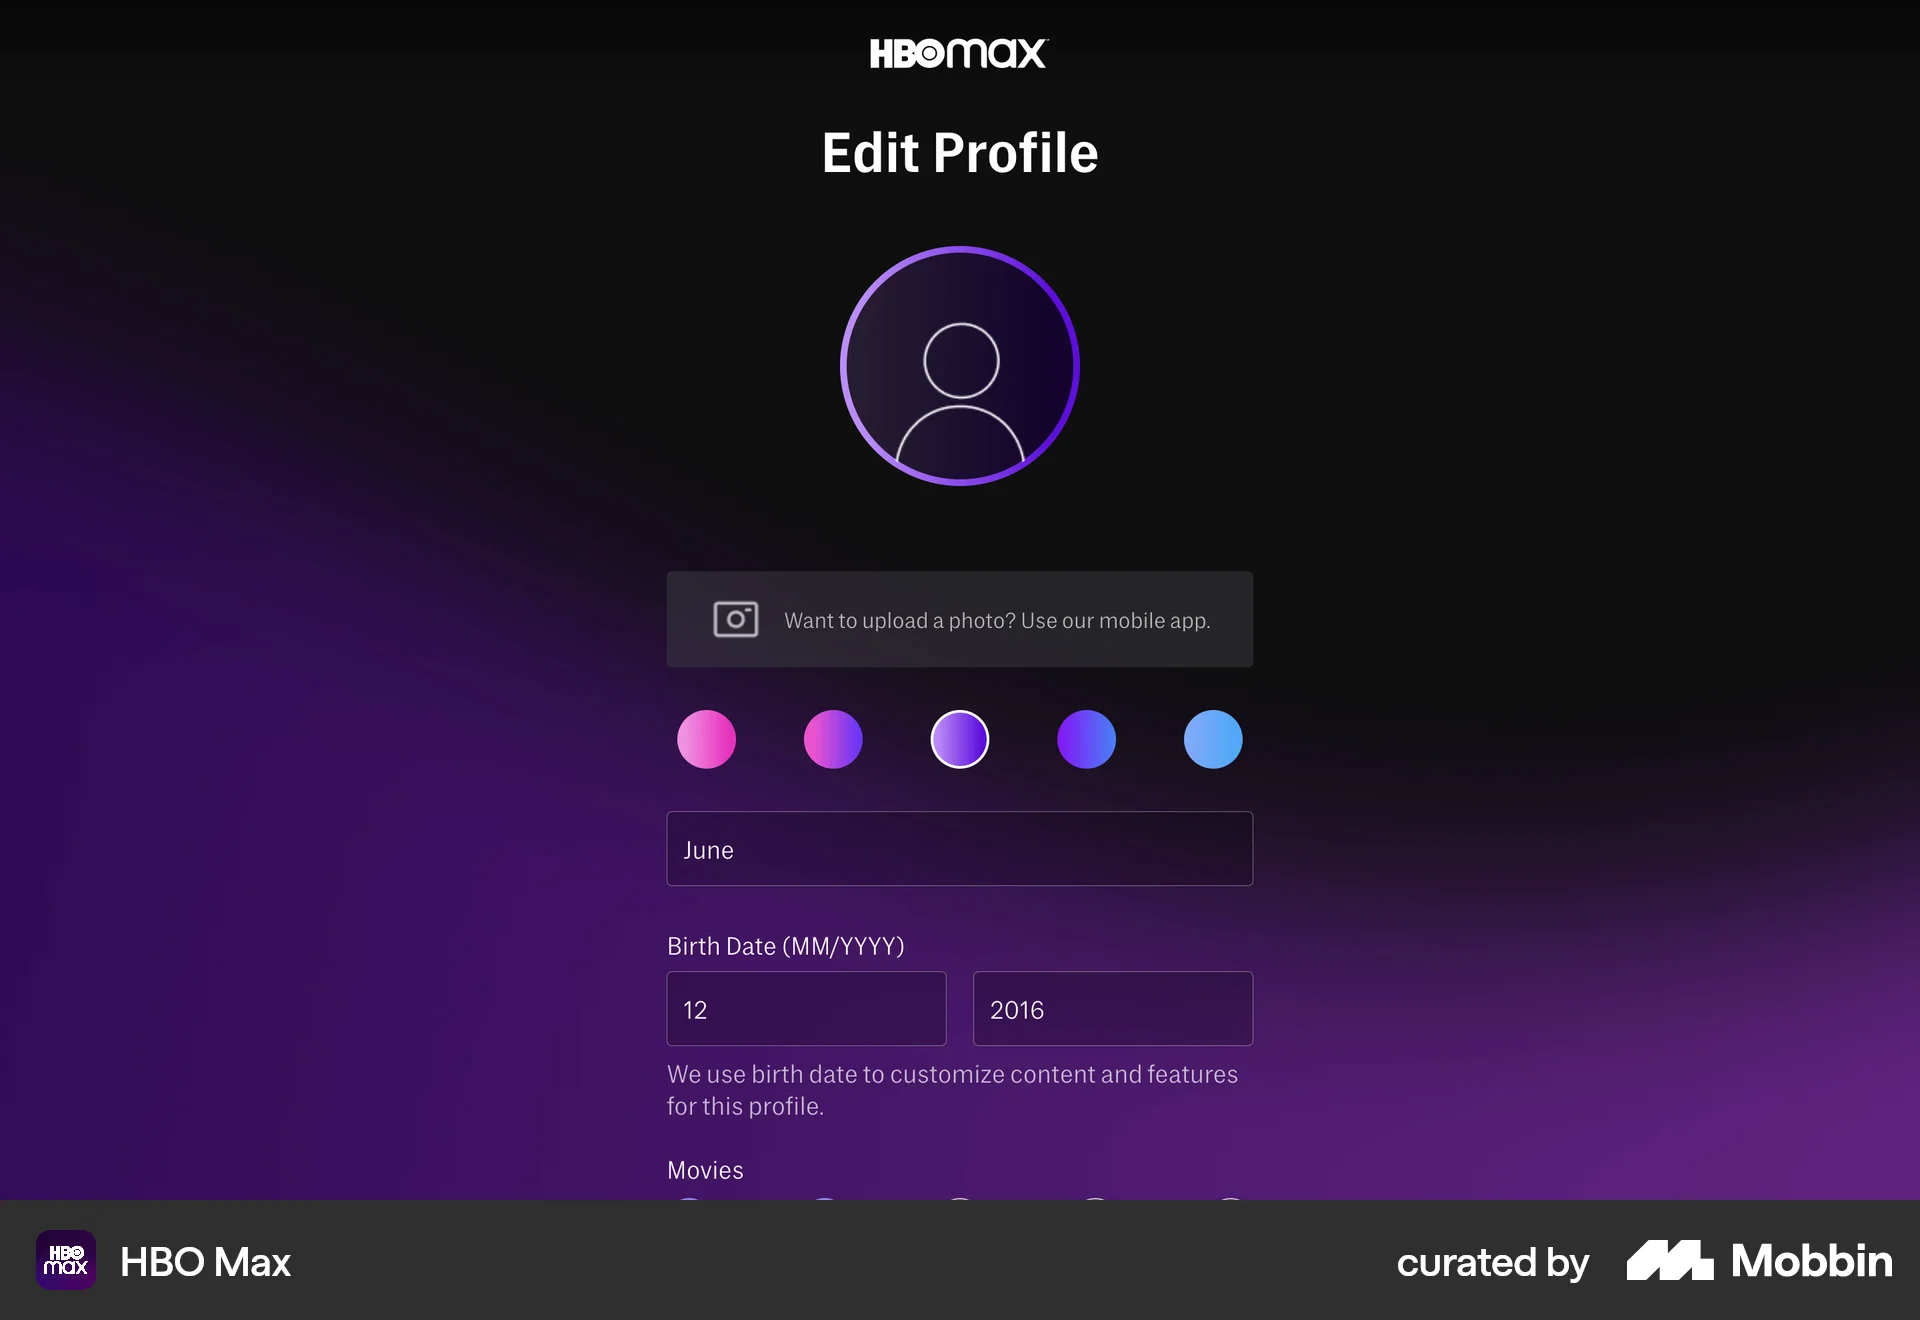 HBOmax
Edit Profile
Want to upload a photo? Use our mobile app.
June
Birth Date (MM/YYYY)
12
2016
We use birth date to customize content and features
for this profile.
Movies
HBO
max
HBO Max
curated by
Mobbin